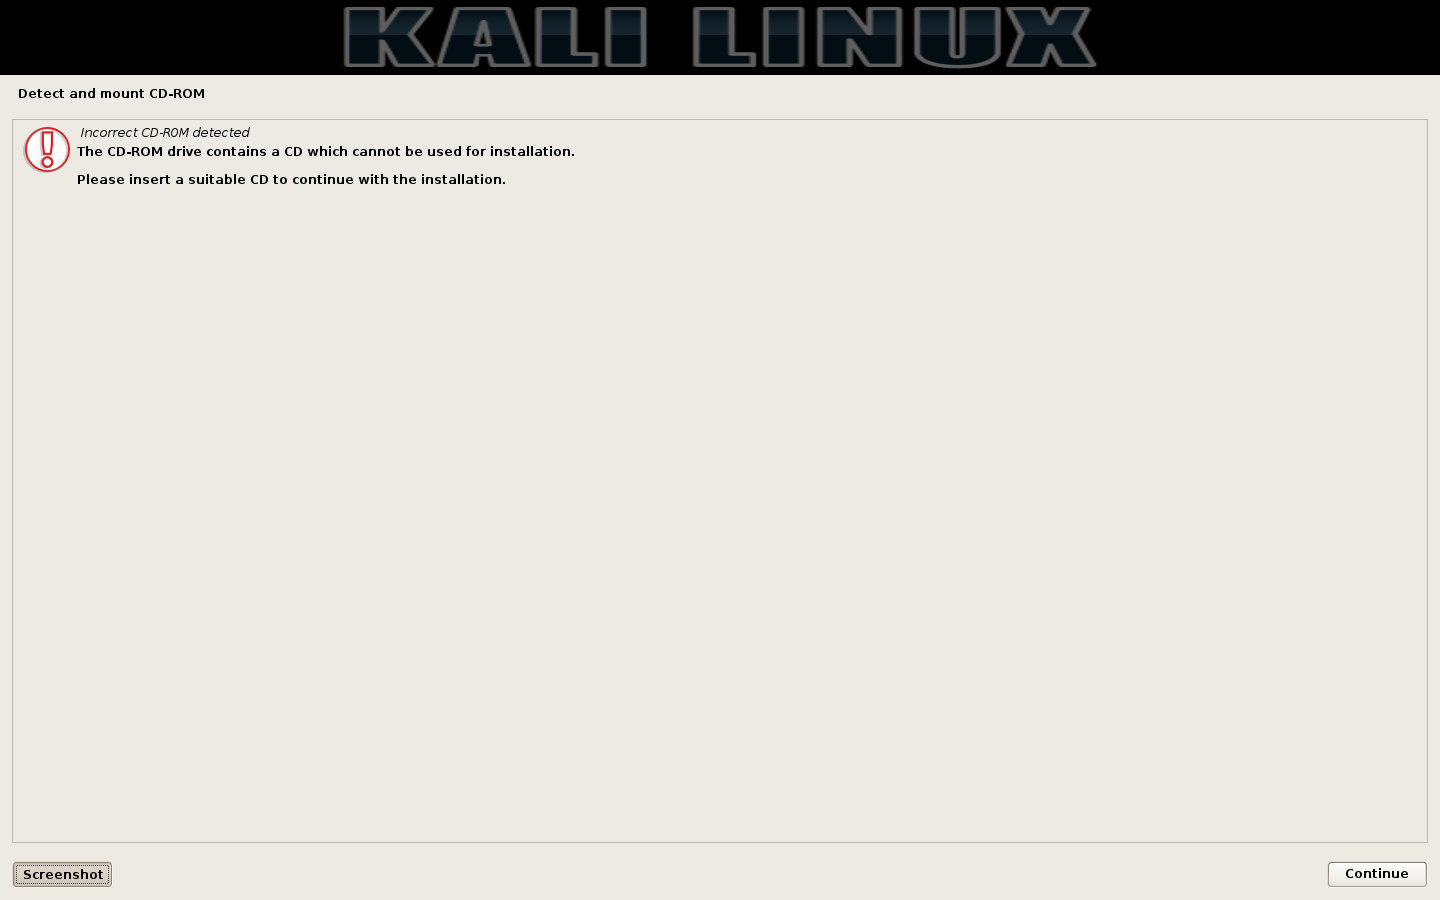 KALI LINUX
Detect and mount CD-ROM
Incorrect CD-ROM detected
The CD-ROM drive contains a CD which cannot be used for installation.
Please insert a suitable CD to continue with the installation.
Screenshot
Continue